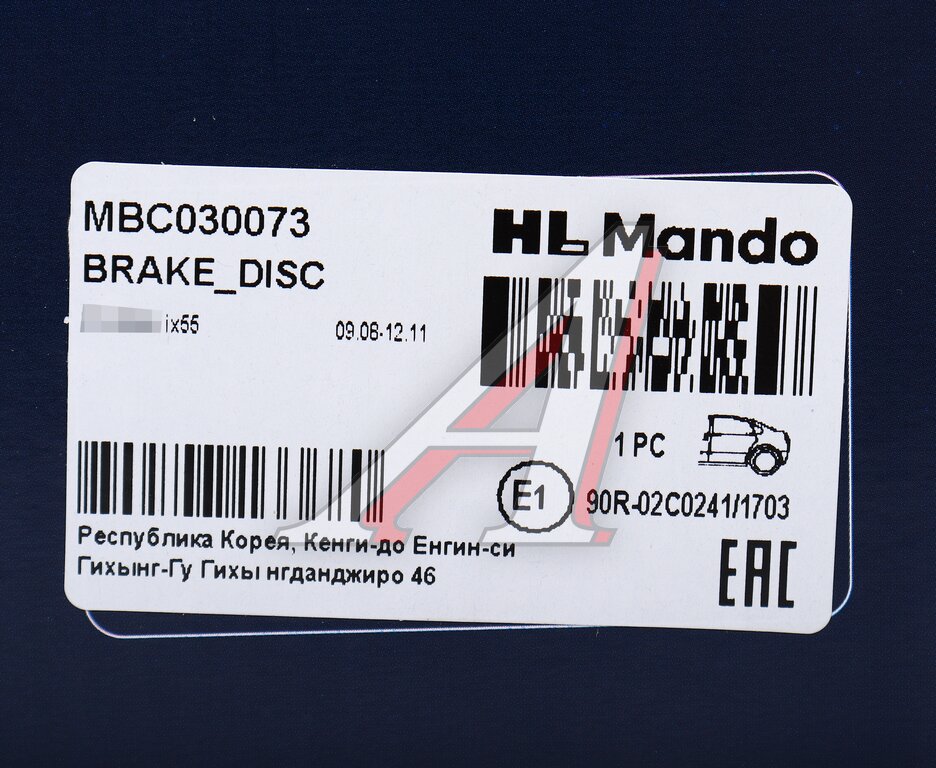 MBC030073
BRAKE_DISC
ix55 09.08-12.11
HL Mando
1 PC
E1 90R-02C0241/1703
Республика Корея, Кенги-до Енгин-си
Гихынг-Гу Гихы нгданджиро 46
EAC